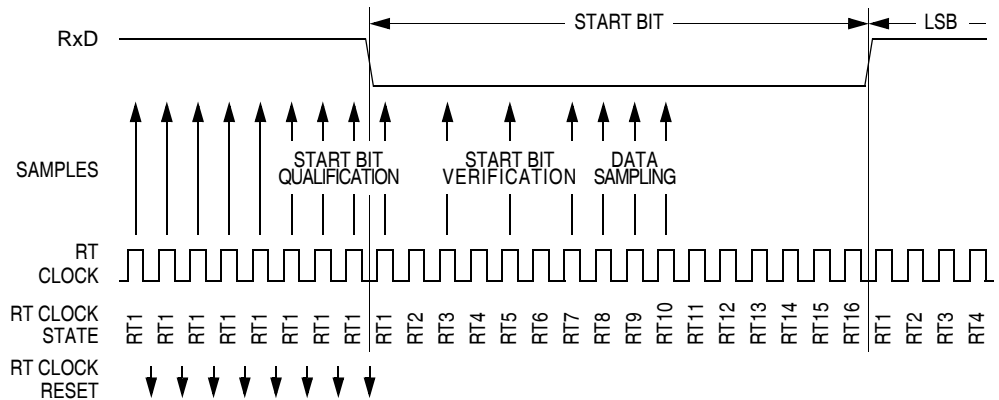 START BIT
LSB
RxD
SAMPLES
START BIT
QUALIFICATION
START BIT
VERIFICATION
DATA
SAMPLING
RT
CLOCK
RT CLOCK
STATE
RT1 RT1 RT1 RT1 RT1 RT1 RT1 RT1 RT1 RT2 RT3 RT4 RT5 RT6 RT7 RT8 RT9 RT10 RT11 RT12 RT13 RT14 RT15 RT16 RT1 RT2 RT3 RT4
RT CLOCK
RESET